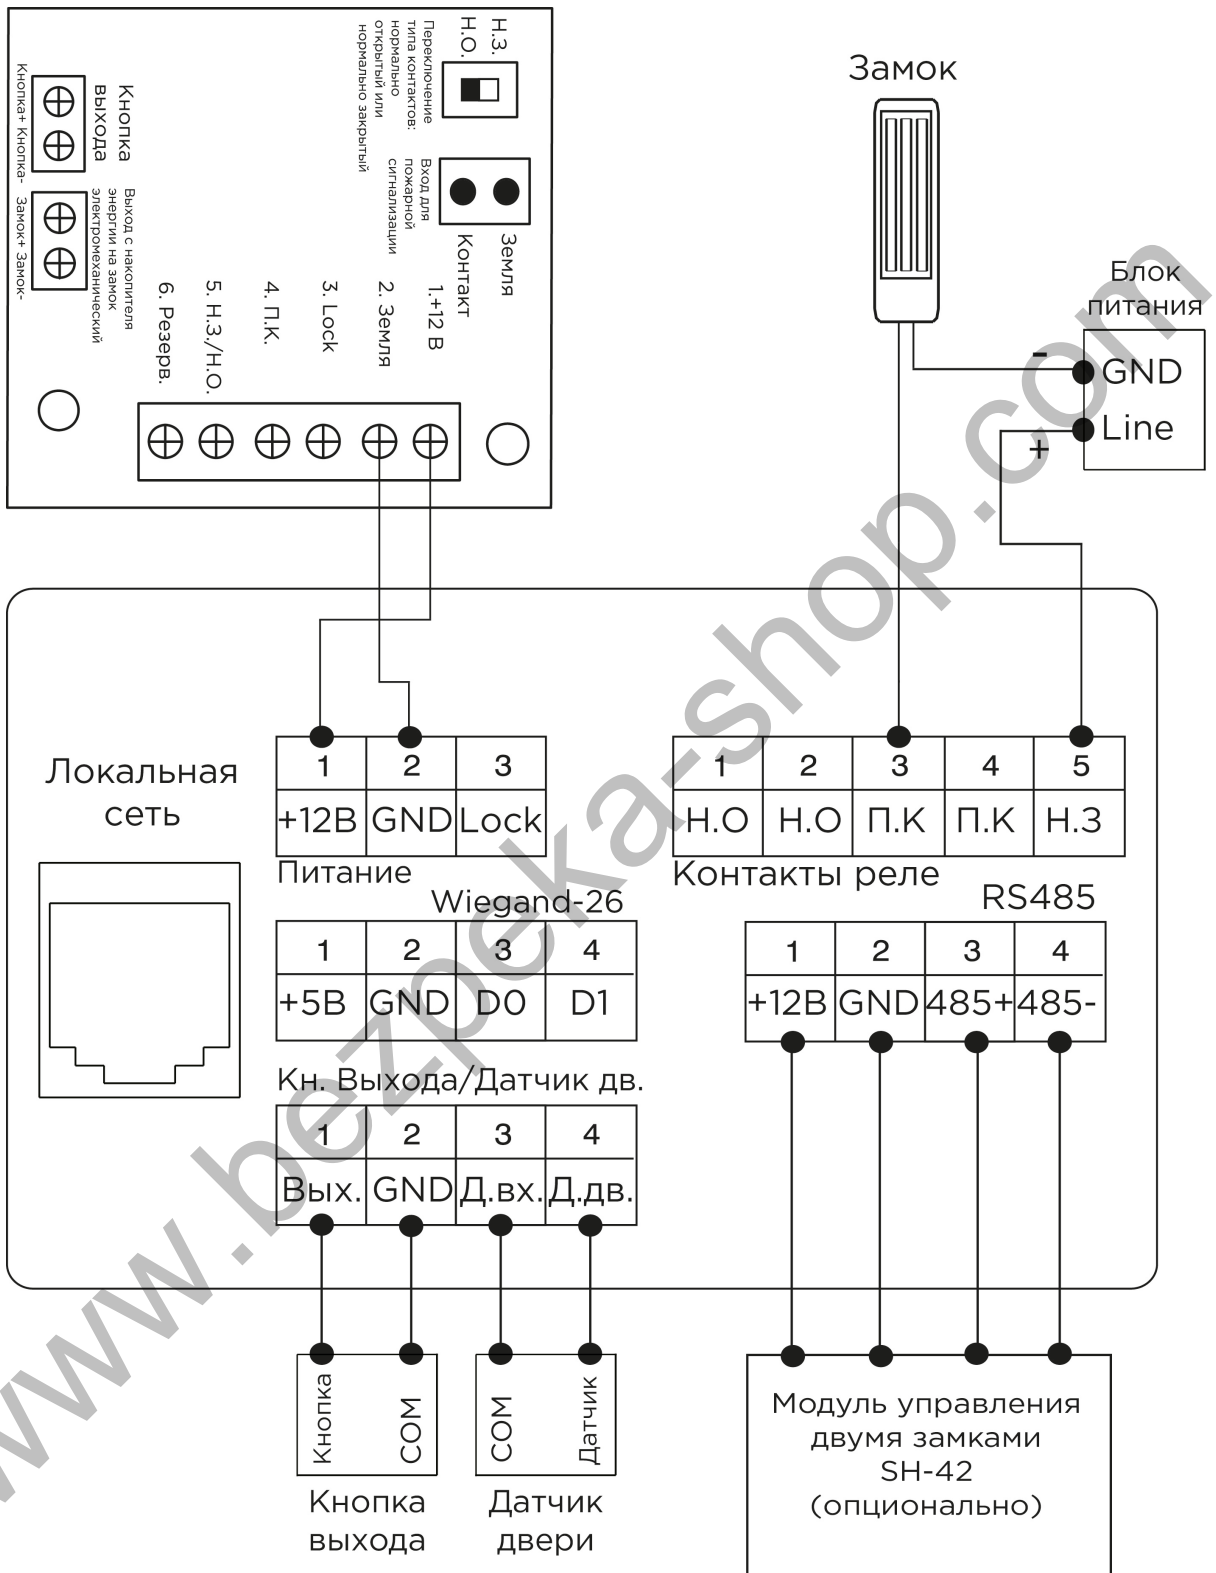 Н.З.
Н.О.
Переключение
типа контактов:
нормально
открытый или
нормально закрытый
Кнопка
выхода
Кнопка+ Кнопка-
Вход для
пожарной
сигнализации
Земля
Контакт
Выход с накопителя
энергии на замок
электромеханический
Замок+ Замок-
1.+12 В
2. Земля
3. Lock
4. П.К.
5. Н.З./Н.О.
6. Резерв.
Замок
Блок
питания
-
GND
Line
+
Локальная
сеть
1 2 3
+12В GND Lock
Питание
1 2 3 4 5
Н.О Н.О П.К П.К Н.З
Контакты реле
Wiegand-26
1 2 3 4
+5В GND D0 D1
RS485
1 2 3 4
+12В GND 485+ 485-
Кн. Выхода/Датчик дв.
1 2 3 4
Вых. GND Д.вх. Д.дв.
Кнопка
COM
COM
Датчик
Кнопка
выхода
Датчик
двери
Модуль управления
двумя замками
SH-42
(опционально)
www.bezpeka-shop.com